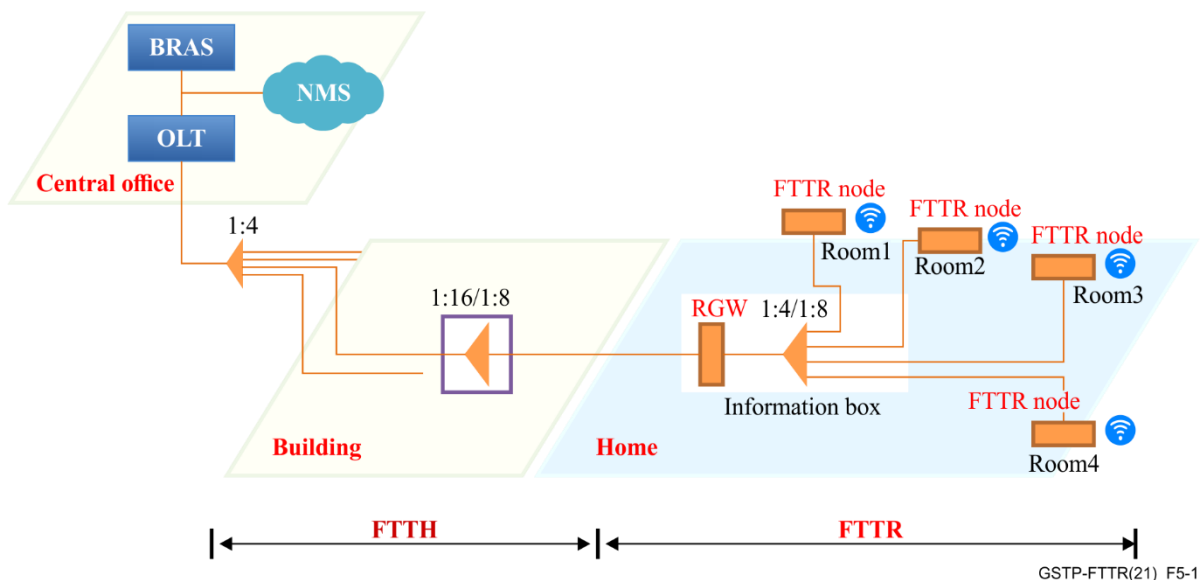 BRAS
NMS
OLT
Central office
1:4
FTTR node
Room1
FTTR node
Room2
FTTR node
Room3
1:16/1:8
RGW
1:4/1:8
Information box
FTTR node
Room4
Building
Home
FTTH
FTTR
GSTP-FTTR(21)_F5-1